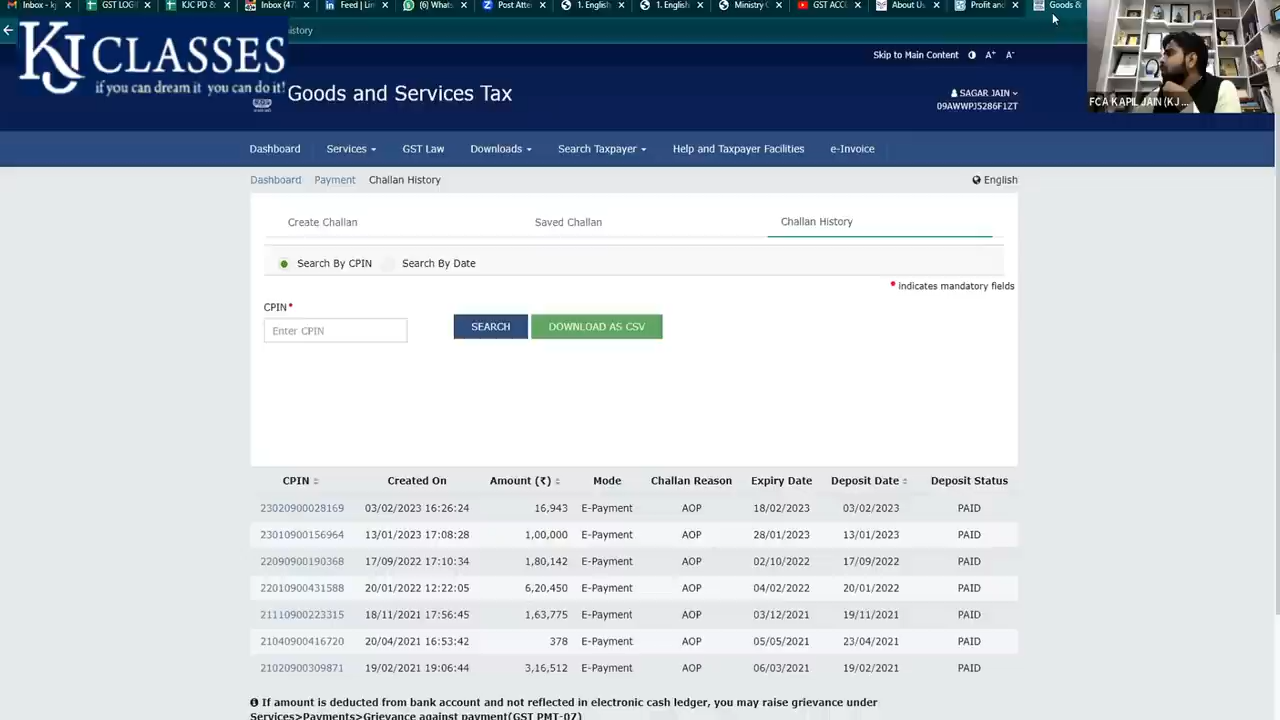 Inbox - k
GST LOGI
KJC PD &
Inbox (47
Feed | Li
(6) Whats
Post Atte
1. English
1. English
Ministry
GST ACC
About U
Profit and
Goods &
history
KJ CLASSES
if you can dream it you can do it!
Skip to Main Content A+ A-
Goods and Services Tax
SAGAR JAIN
09AWWPJ5286F1ZT
FCA KAPIL JAIN (KJ ...
Dashboard Services GST Law Downloads Search Taxpayer Help and Taxpayer Facilities e-Invoice
Dashboard Payment Challan History English
Create Challan Saved Challan Challan History
Search By CPIN Search By Date
• indicates mandatory fields
CPIN•
Enter CPIN SEARCH DOWNLOAD AS CSV
CPIN Created On Amount (₹) Mode Challan Reason Expiry Date Deposit Date Deposit Status
23020900028169 03/02/2023 16:26:24 16,943 E-Payment AOP 18/02/2023 03/02/2023 PAID
23010900156964 13/01/2023 17:08:28 1,00,000 E-Payment AOP 28/01/2023 13/01/2023 PAID
22090900190368 17/09/2022 17:10:34 1,80,142 E-Payment AOP 02/10/2022 17/09/2022 PAID
22010900431588 20/01/2022 12:22:05 6,20,450 E-Payment AOP 04/02/2022 20/01/2022 PAID
21110900223315 18/11/2021 17:56:45 1,63,775 E-Payment AOP 03/12/2021 19/11/2021 PAID
21040900416720 20/04/2021 16:53:42 378 E-Payment AOP 05/05/2021 23/04/2021 PAID
21020900309871 19/02/2021 19:06:44 3,16,512 E-Payment AOP 06/03/2021 19/02/2021 PAID
If amount is deducted from bank account and not reflected in electronic cash ledger, you may raise grievance under
Services>Payments>Grievance against payment(GST PMT-07)